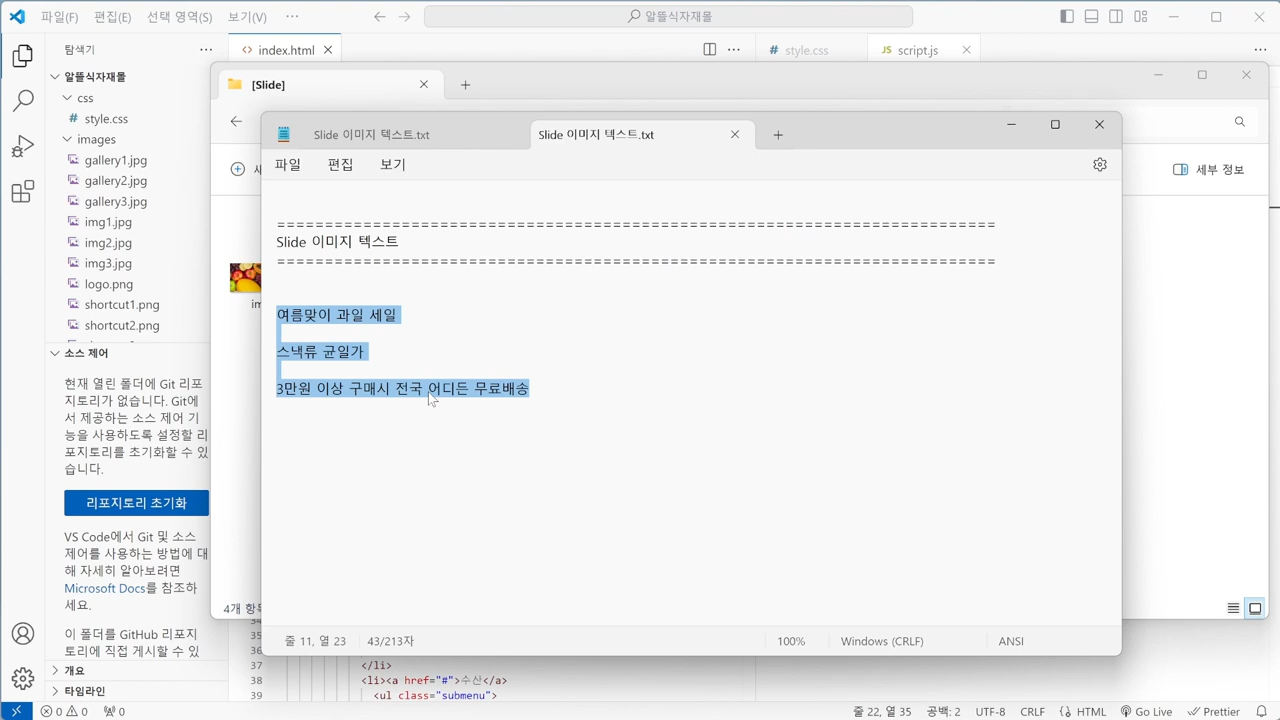 파일(F) 편집(E) 선택 영역(S) 보기(V) ··· 알뜰식자재몰
탐색기 ···
index.html
style.css
JS script.js
알뜰식자재몰
css
# style.css
images
gallery1.jpg
gallery2.jpg
gallery3.jpg
img1.jpg
img2.jpg
img3.jpg
logo.png
shortcut1.png
shortcut2.png
소스 제어
현재 열린 폴더에 Git 리포
지토리가 없습니다. Git에
서 제공하는 소스 제어 기
능을 사용하도록 설정할 리
포지토리를 초기화할 수 있
습니다.
리포지토리 초기화
VS Code에서 Git 및 소스
제어를 사용하는 방법에 대
해 자세히 알아보려면
Microsoft Docs를 참조하
세요.
이 폴더를 GitHub 리포지
토리에 직접 게시할 수 있
개요
타임라인
[Slide]
세부 정보
4개 항목
Slide 이미지 텍스트.txt
Slide 이미지 텍스트.txt
파일 편집 보기
===========================================================================
Slide 이미지 텍스트
===========================================================================
여름맞이 과일 세일
스낵류 균일가
3만원 이상 구매시 전국 어디든 무료배송
줄 11, 열 23 43/213자 100% Windows (CRLF) ANSI
35
36
37 </li>
38 <li><a href="#">수산</a>
39 <ul class="submenu">
0 0 0 줄 22, 열 35 공백: 2 UTF-8 CRLF HTML Go Live Prettier